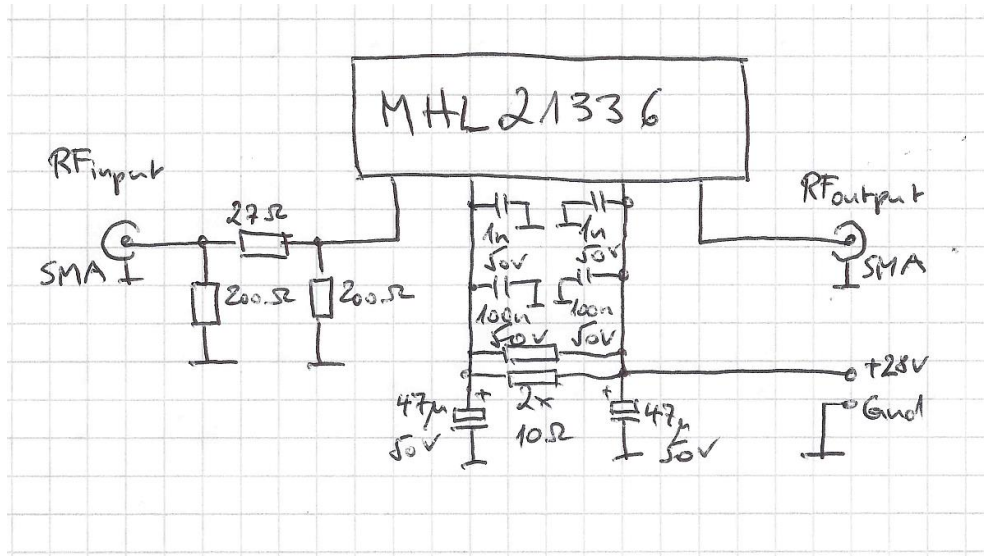 MHL21336
RFinput
RFoutput
27Ω
SMA
SMA
200Ω
200Ω
1n
50V
1n
50V
100n
50V
100n
50V
+28V
Gnd
+
+
47μ
50V
2x
10Ω
47μ
50V